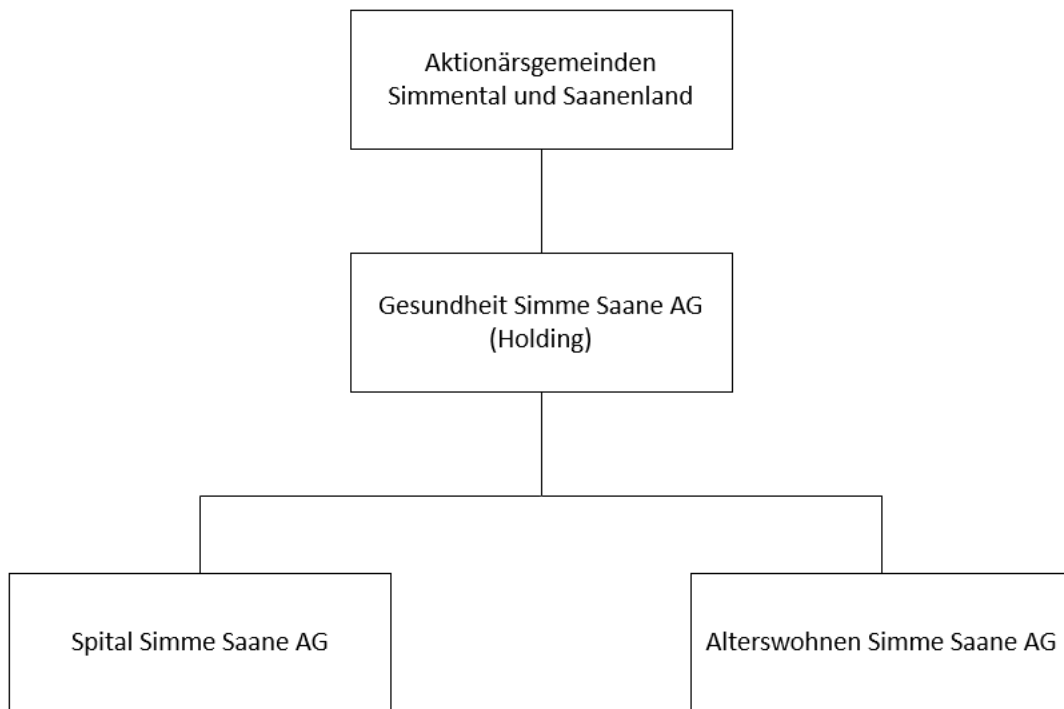 Aktionärsgemeinden
Simmental und Saanenland
Gesundheit Simme Saane AG
(Holding)
Spital Simme Saane AG
Alterswohnen Simme Saane AG